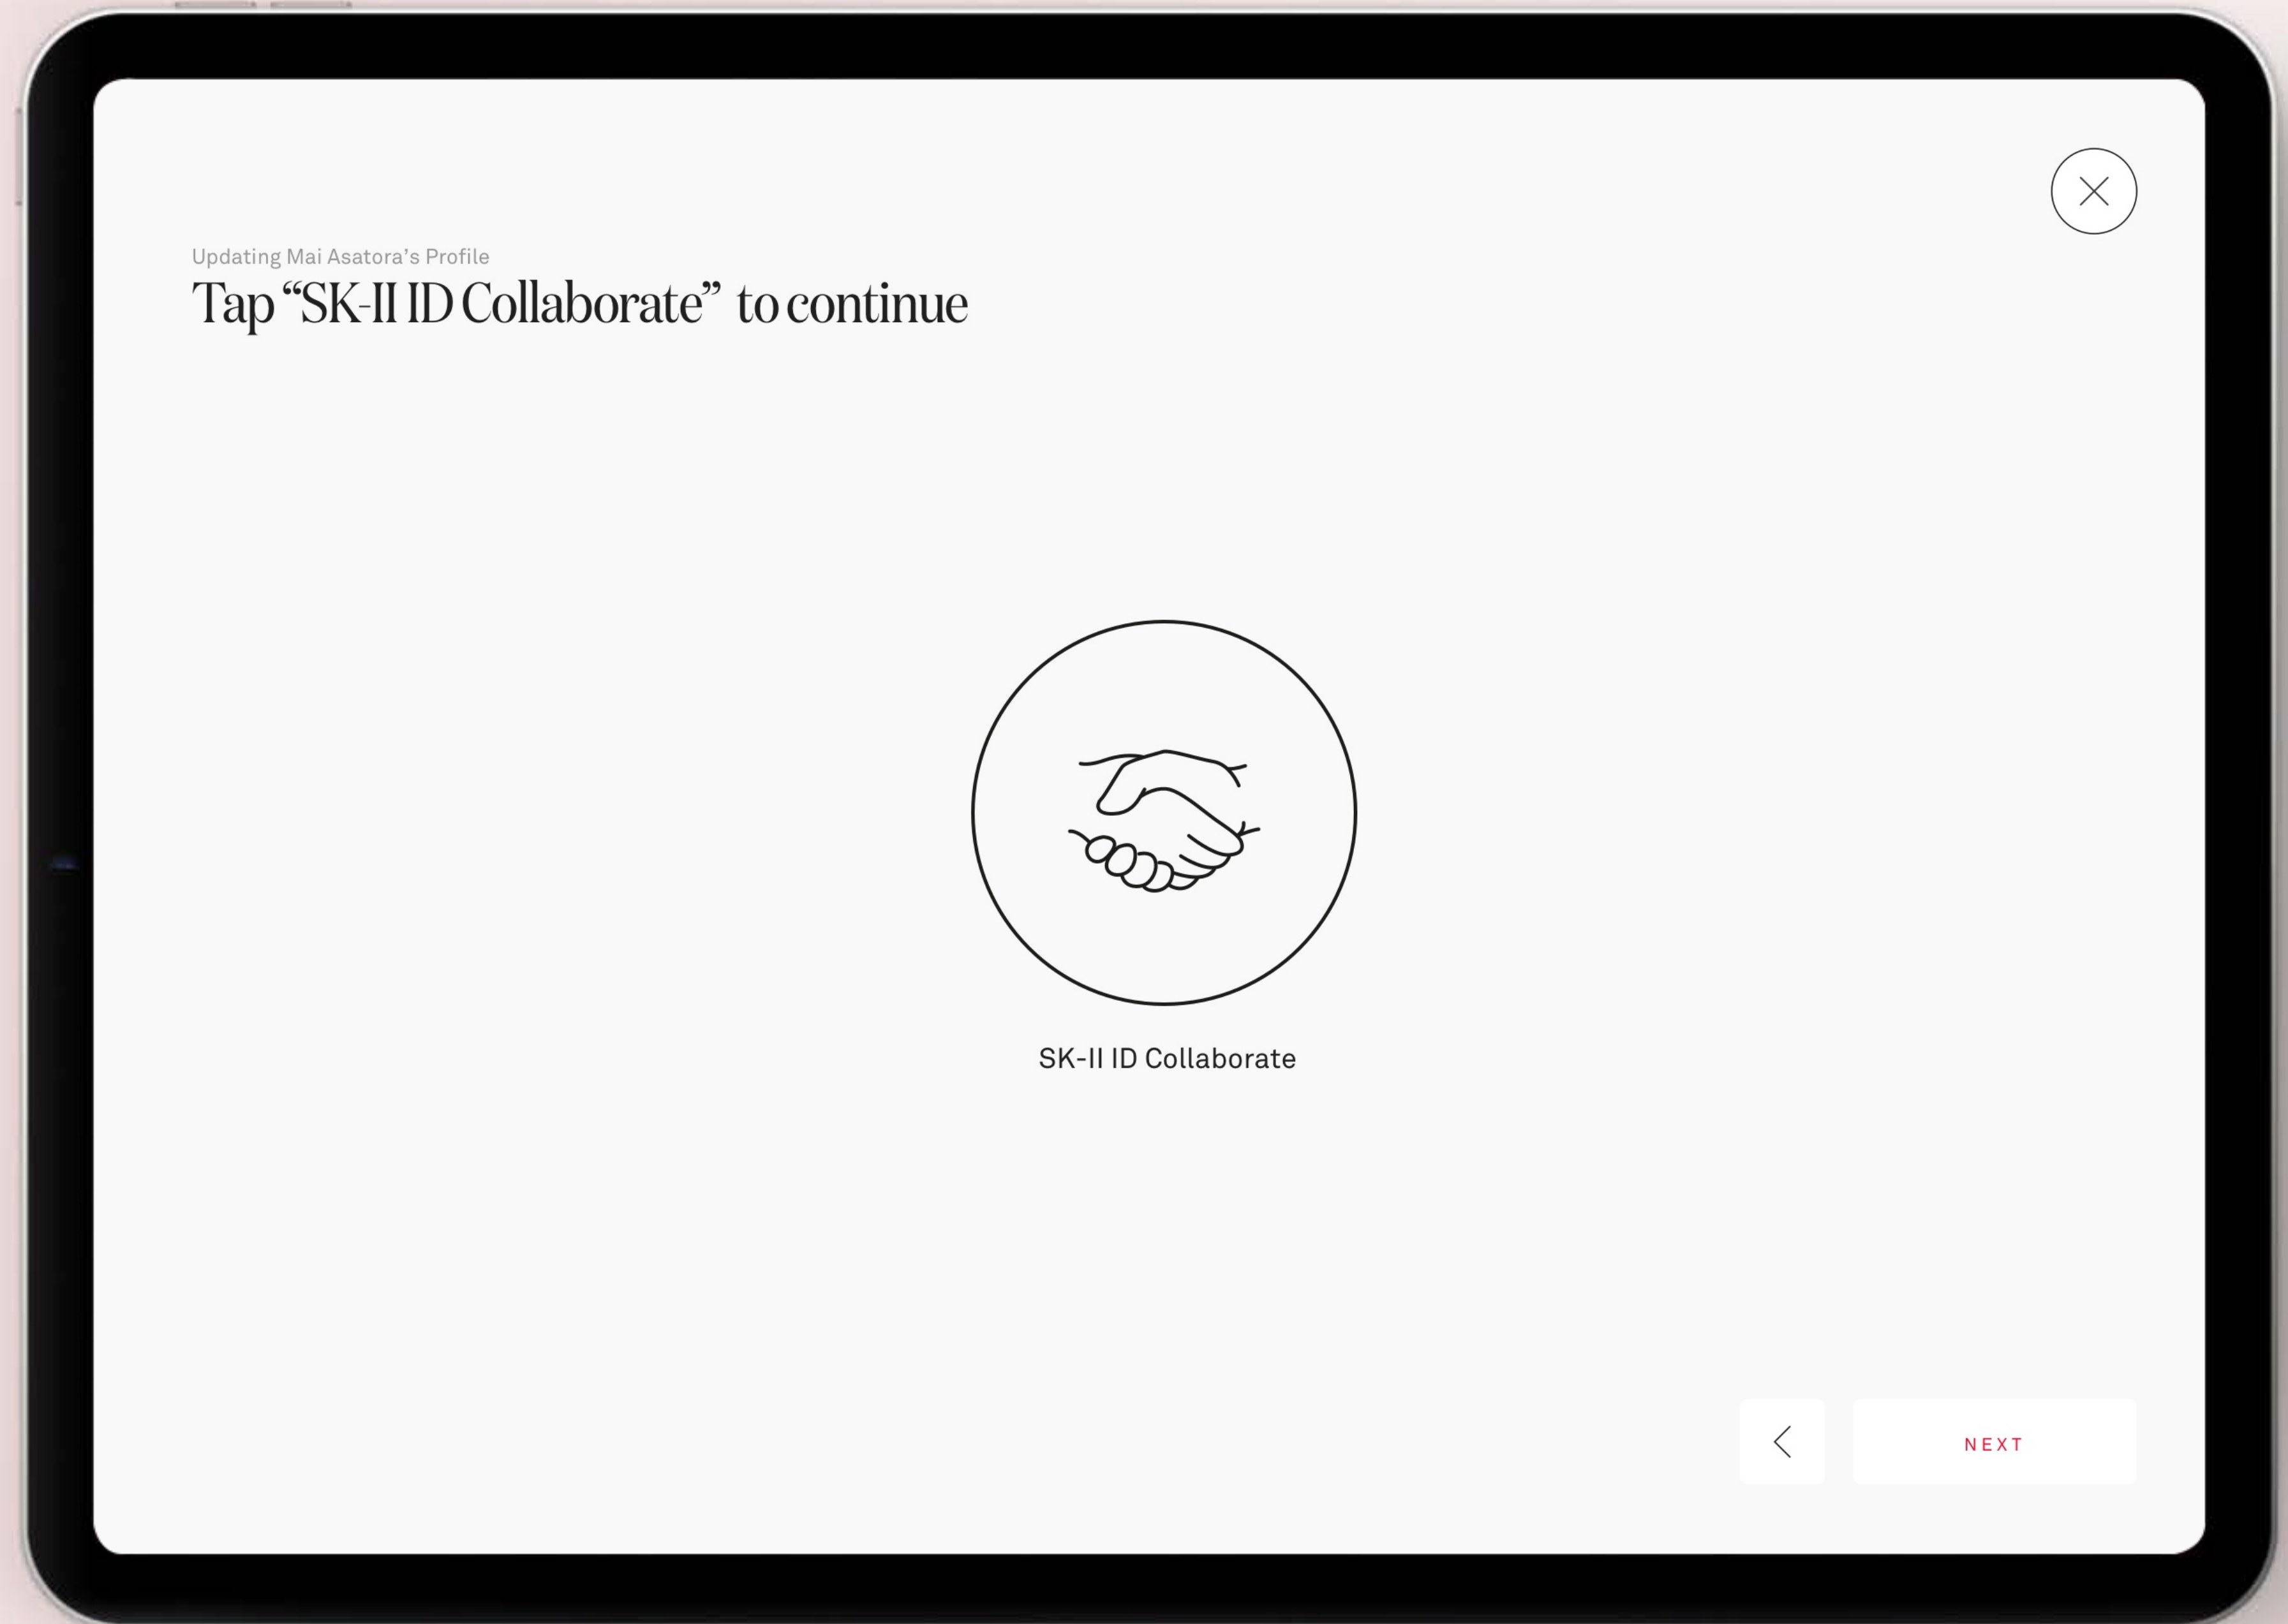 Updating Mai Asatora’s Profile
Tap “SK-II ID Collaborate” to continue
SK-II ID Collaborate
NEXT